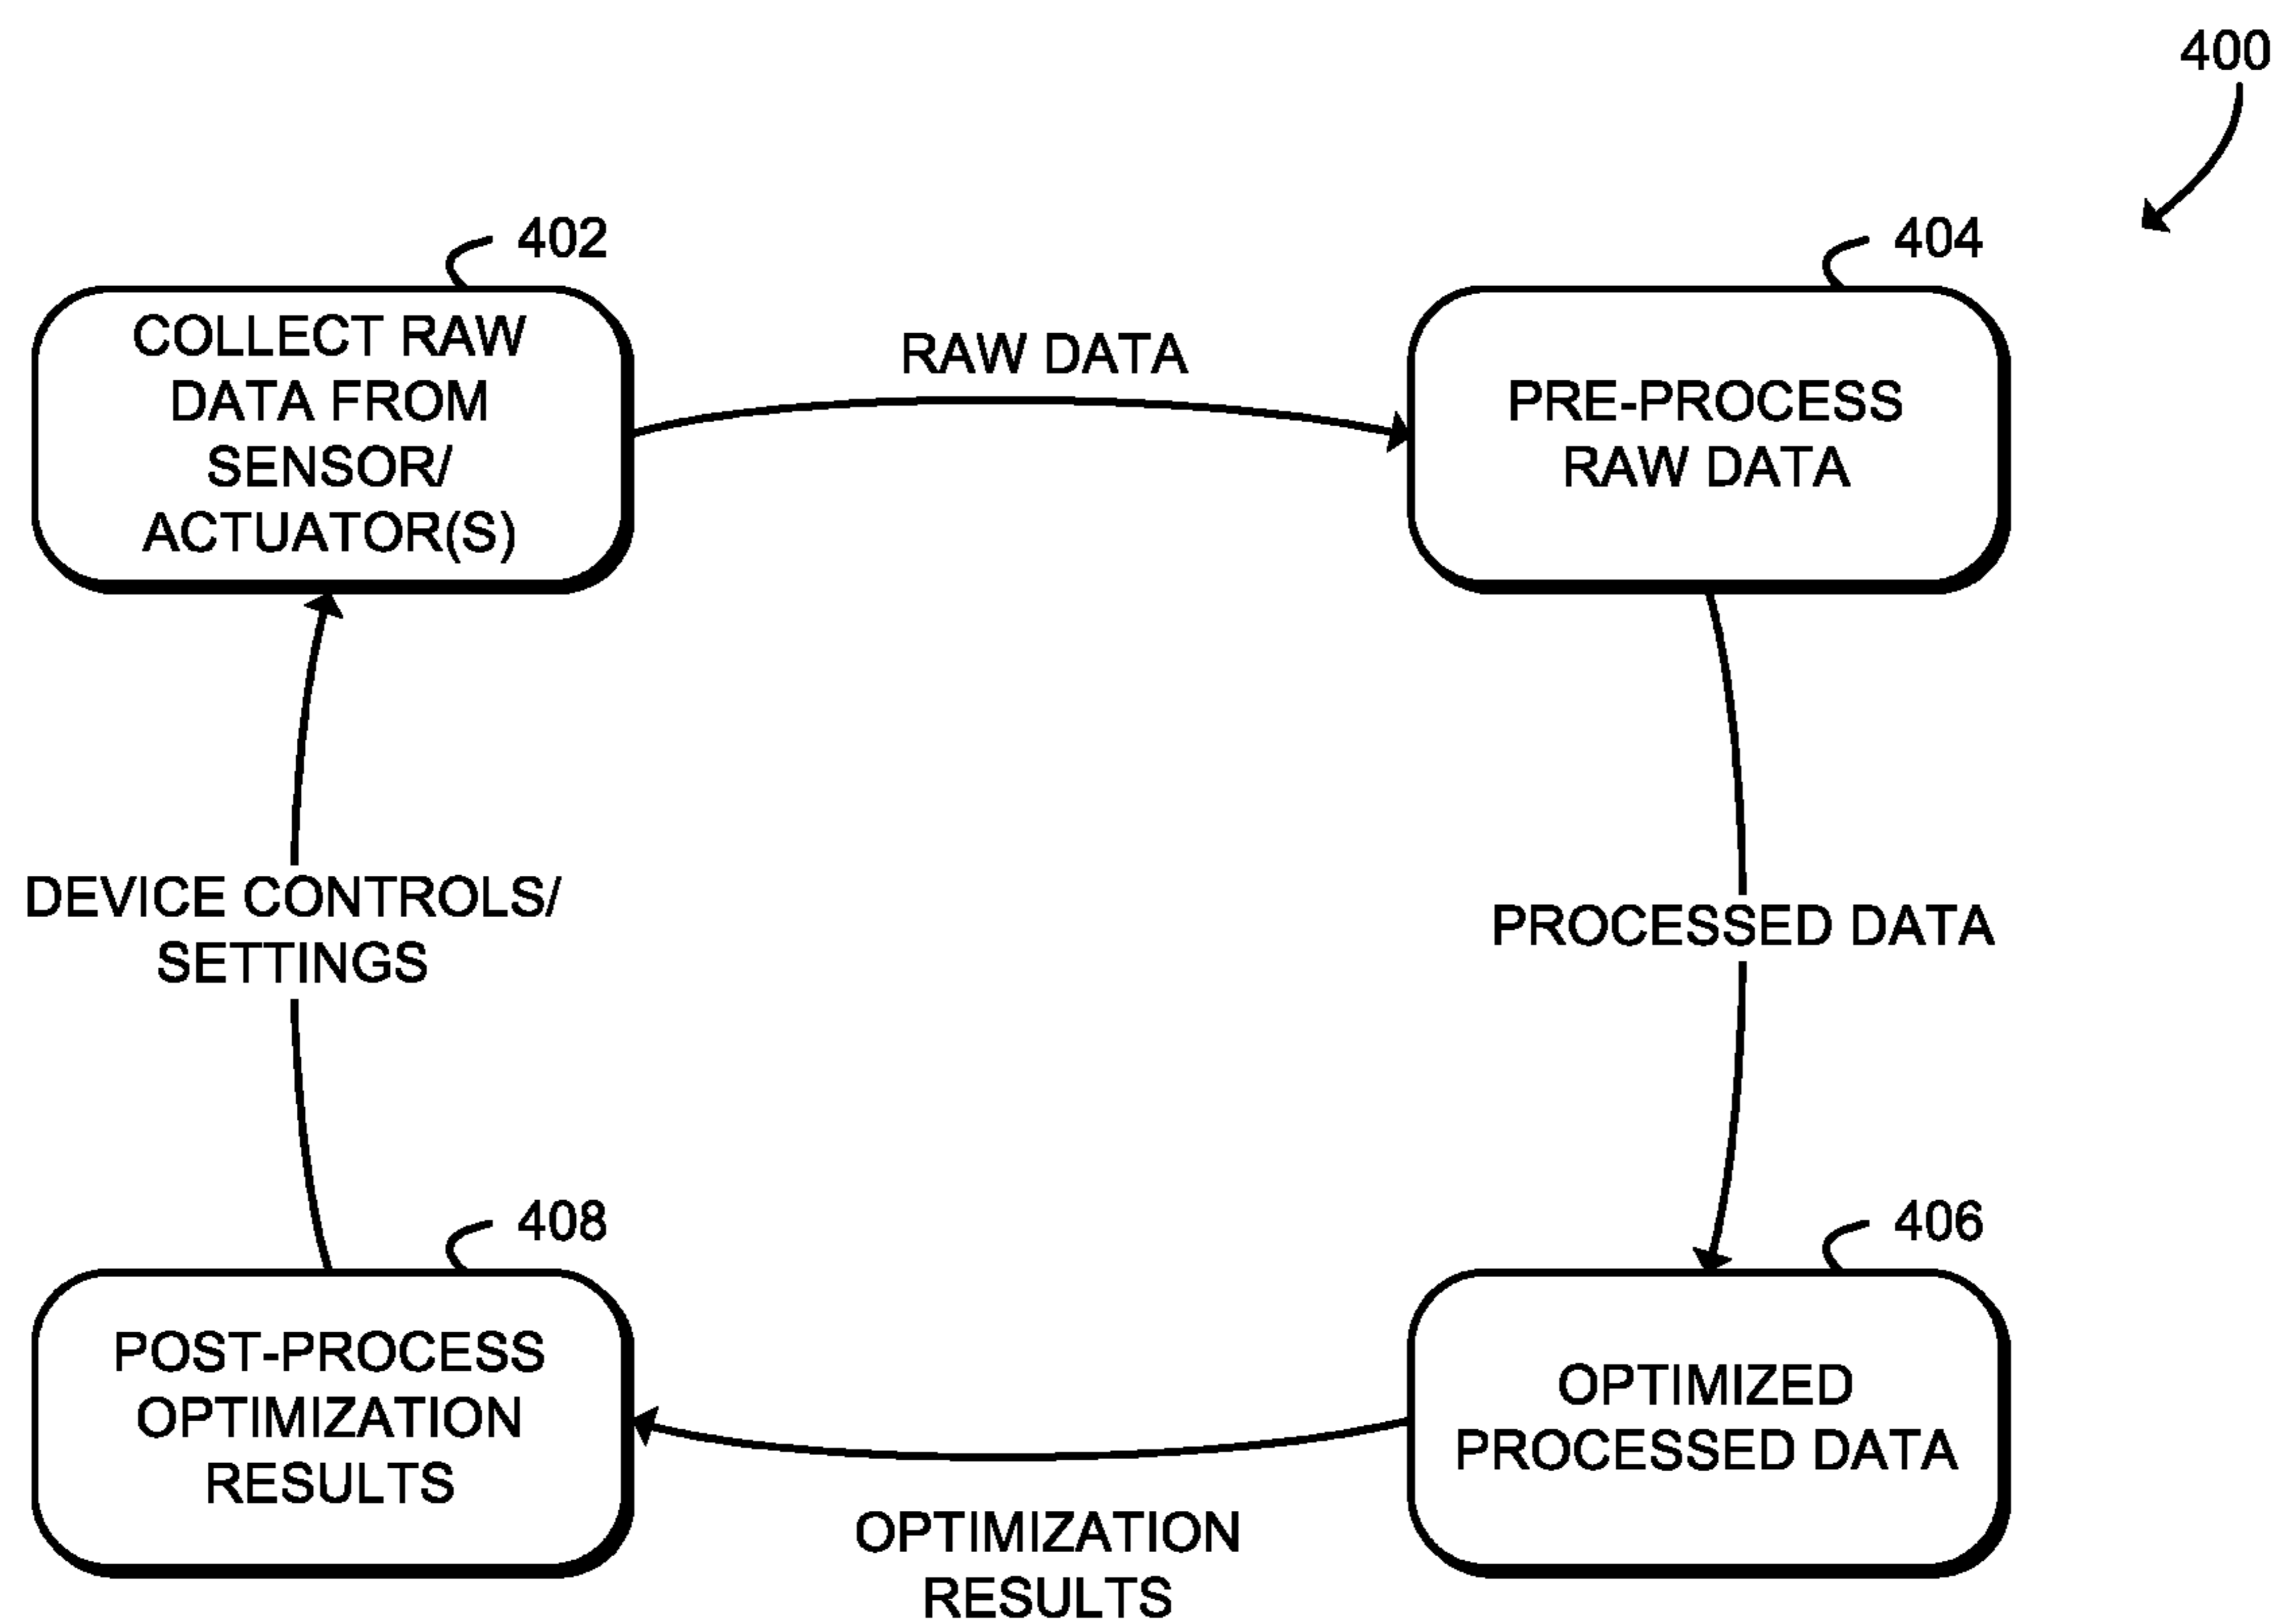 400
402
COLLECT RAW
DATA FROM
SENSOR/
ACTUATOR(S)
RAW DATA
404
PRE-PROCESS
RAW DATA
DEVICE CONTROLS/
SETTINGS
PROCESSED DATA
408
POST-PROCESS
OPTIMIZATION
RESULTS
OPTIMIZATION
RESULTS
406
OPTIMIZED
PROCESSED DATA